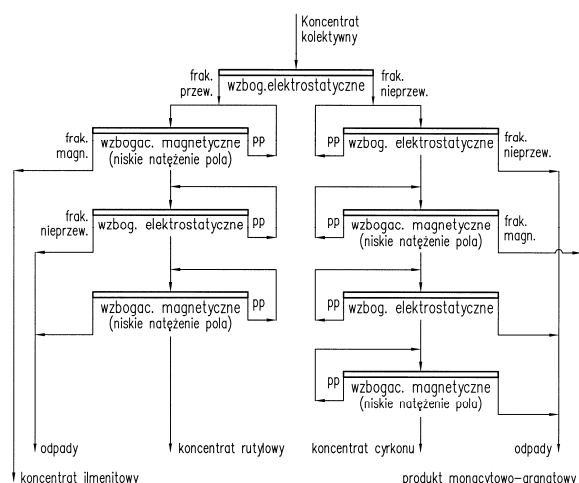 Koncentrat
kolektywny
frak.
przew.
wzbog.elektrostatyczne
frak.
nieprzew.
frak.
magn.
wzbogac. magnetyczne
(niskie natężenie pola)
pp
pp
wzbog. elektrostatyczne
frak.
nieprzew.
frak.
nieprzew.
wzbog. elektrostatyczne
pp
pp
wzbogac. magnetyczne
(niskie natężenie pola)
frak.
magn.
wzbogac. magnetyczne
(niskie natężenie pola)
pp
pp
wzbog. elektrostatyczne
pp
wzbogac. magnetyczne
(niskie natężenie pola)
odpady
koncentrat rutylowy
koncentrat cyrkonu
odpady
koncentrat ilmenitowy
produkt monacytowo-granatowy